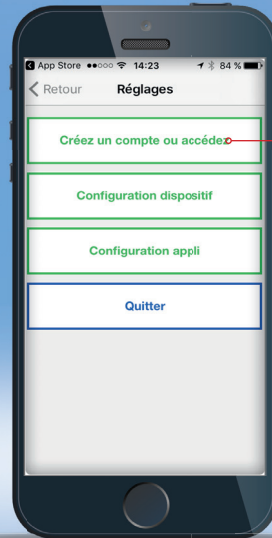 App Store 14:23 84 %
Retour Réglages
Créez un compte ou accédez
Configuration dispositif
Configuration appli
Quitter